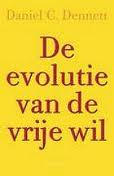 Daniel C. Dennett
De
evolutie
van de
vrije wil